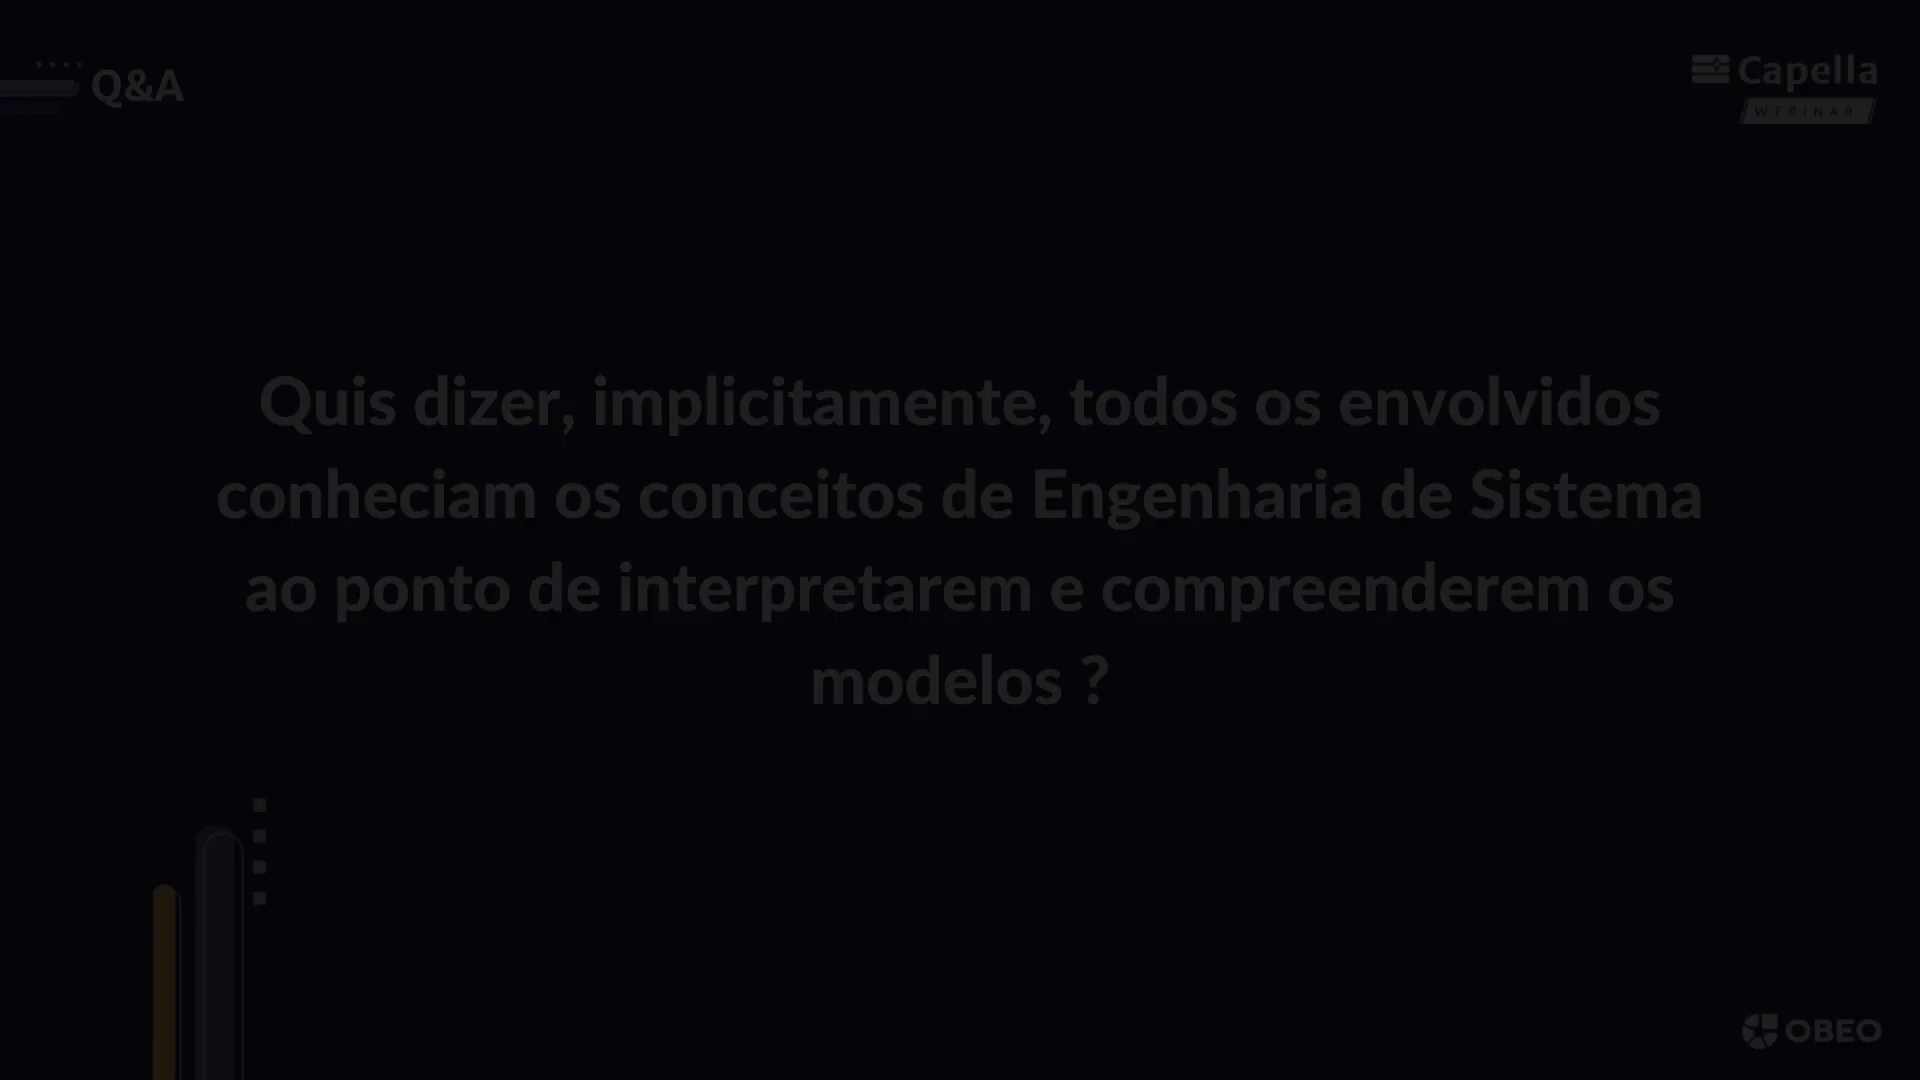 Q&A
Capella
WEBINAR
Quis dizer, implicitamente, todos os envolvidos
conheciam os conceitos de Engenharia de Sistema
ao ponto de interpretarem e compreenderem os
modelos ?
OBEO